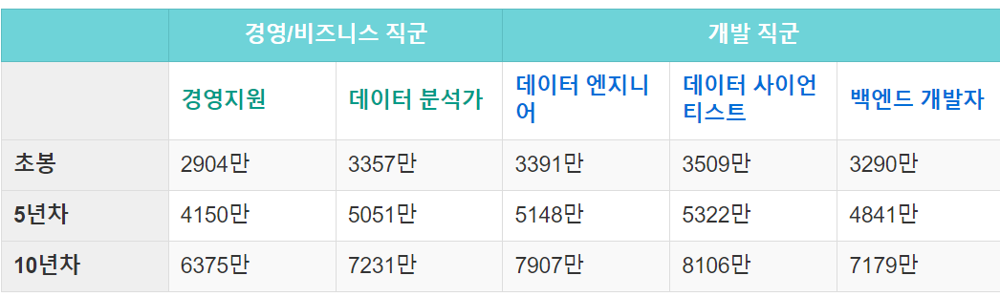 경영/비즈니스 직군 개발 직군
경영지원 데이터 분석가 데이터 엔지니어 데이터 사이언티스트 백엔드 개발자
초봉 2904만 3357만 3391만 3509만 3290만
5년차 4150만 5051만 5148만 5322만 4841만
10년차 6375만 7231만 7907만 8106만 7179만